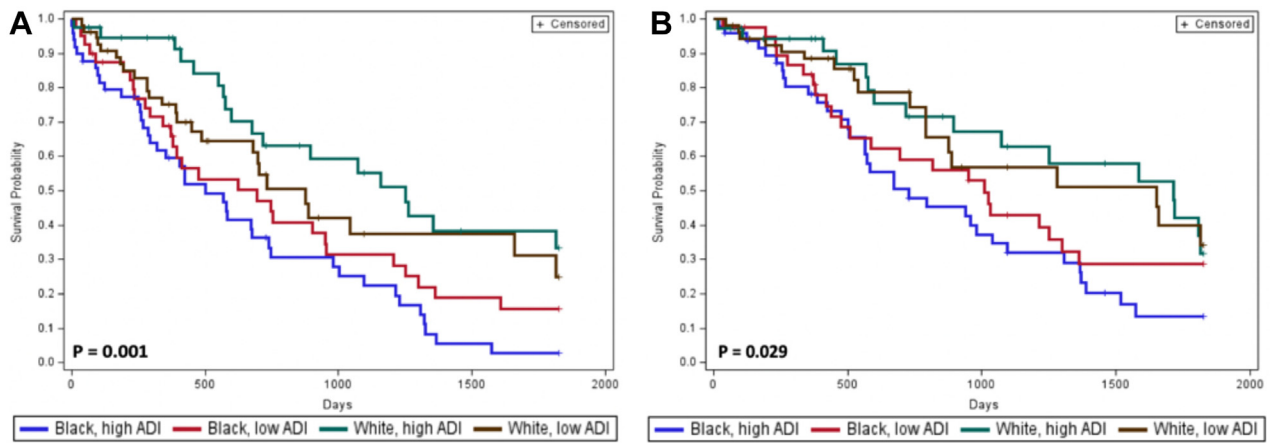 A
+ Censored
Survival Probability
1.0
0.9
0.8
0.7
0.6
0.5
0.4
0.3
0.2
0.1
0.0
P = 0.001
0
500
1000
1500
2000
Days
Black, high ADI
Black, low ADI
White, high ADI
White, low ADI
B
+ Censored
Survival Probability
1.0
0.9
0.8
0.7
0.6
0.5
0.4
0.3
0.2
0.1
0.0
P = 0.029
0
500
1000
1500
2000
Days
Black, high ADI
Black, low ADI
White, high ADI
White, low ADI